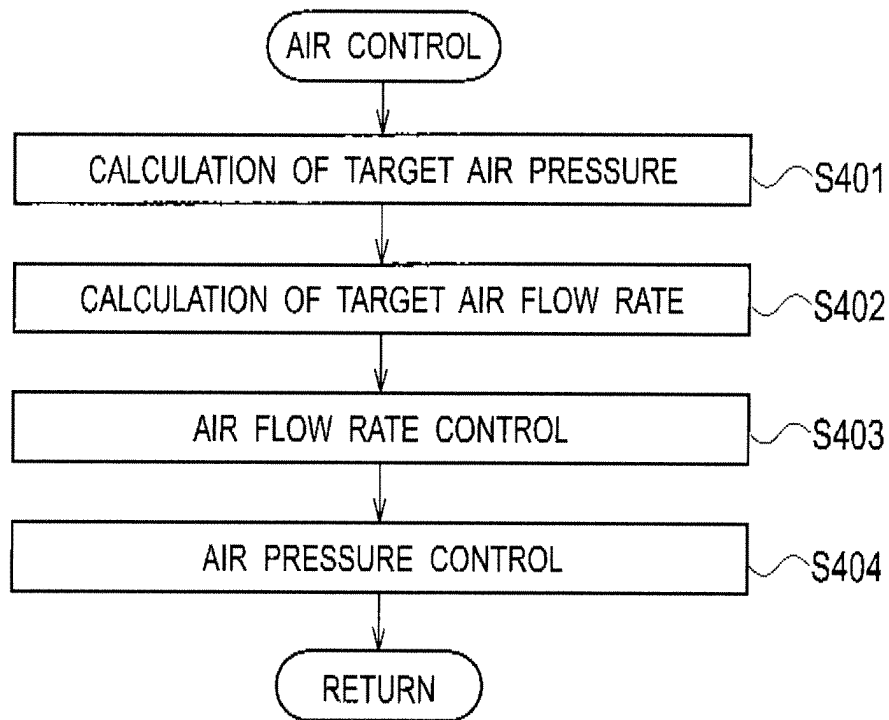 AIR CONTROL
CALCULATION OF TARGET AIR PRESSURE
S401
CALCULATION OF TARGET AIR FLOW RATE
S402
AIR FLOW RATE CONTROL
S403
AIR PRESSURE CONTROL
S404
RETURN